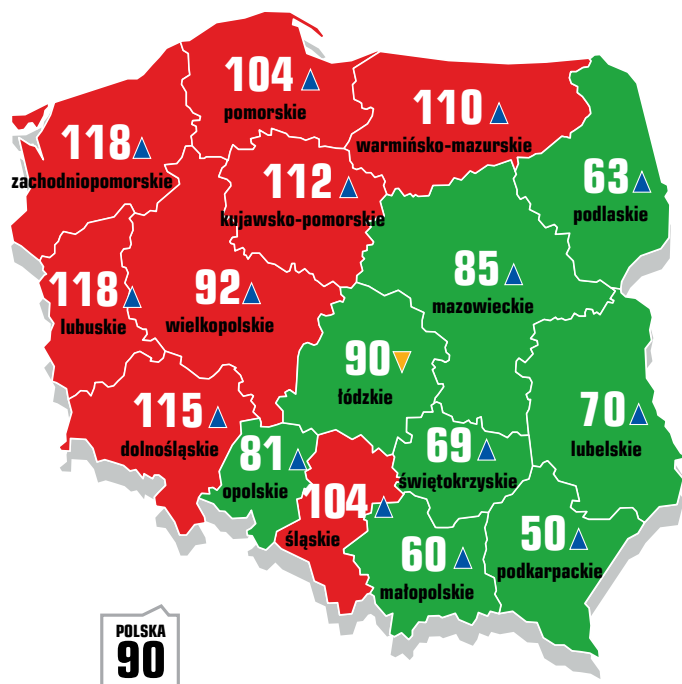 104
pomorskie
110
warmińsko-mazurskie
118
zachodniopomorskie
112
kujawsko-pomorskie
63
podlaskie
118
lubuskie
92
wielkopolskie
85
mazowieckie
90
łódzkie
115
dolnośląskie
81
opolskie
104
śląskie
69
świętokrzyskie
70
lubelskie
60
małopolskie
50
podkarpackie
POLSKA
90